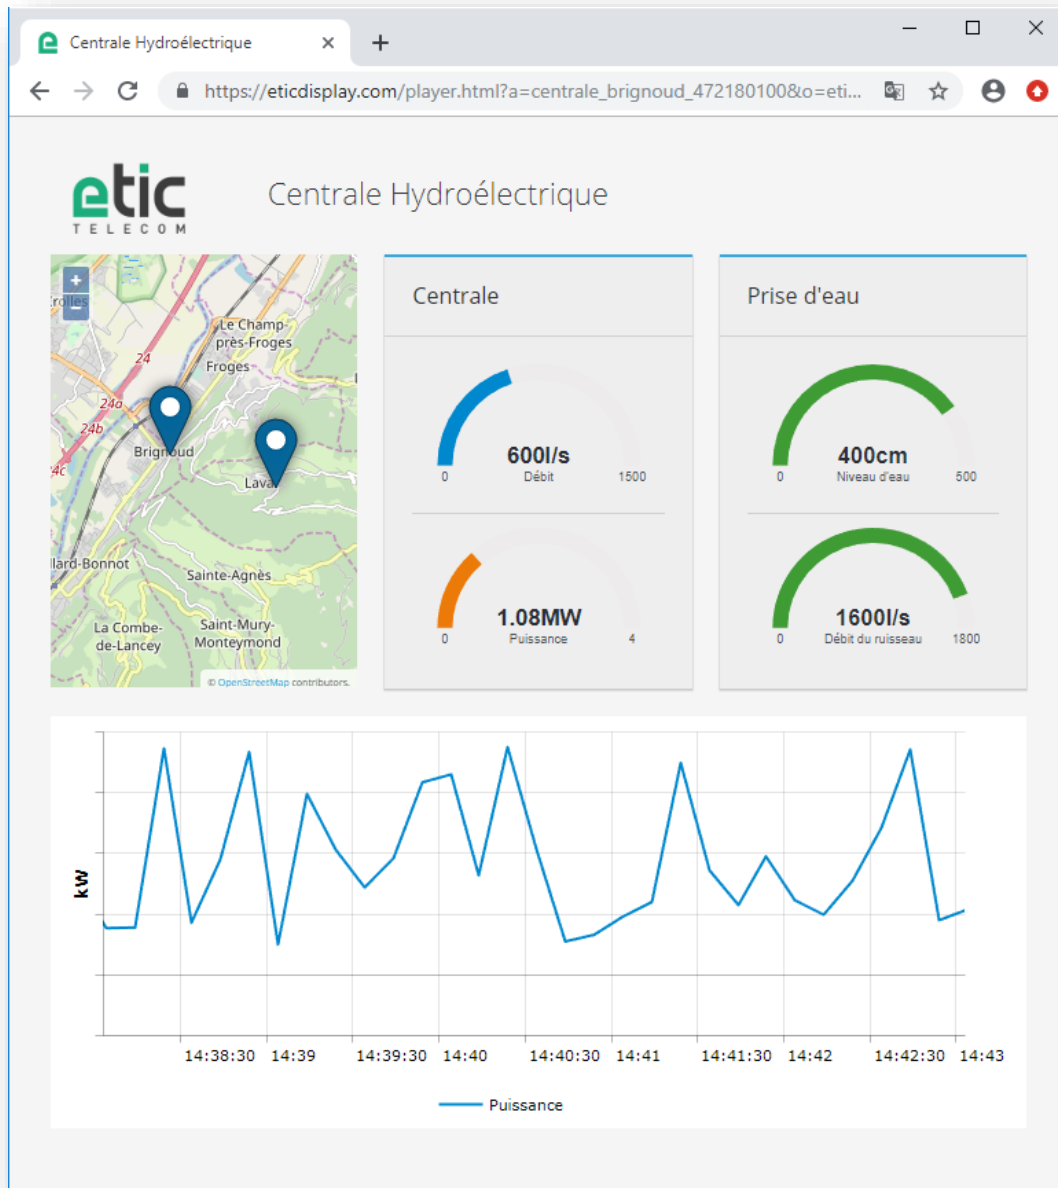 Centrale Hydroélectrique
https://eticdisplay.com/player.html?a=centrale_brignoud_472180100&o=eti...
etic
TELECOM
Centrale Hydroélectrique
+
−
Crolles
Le Champ-
près-Froges
Froges
24
24a
24b
4c
Brignoud
Laval
llard-Bonnot
Sainte-Agnès
La Combe-
de-Lancey
Saint-Mury-
Monteymond
© OpenStreetMap contributors.
Centrale
600l/s
0 Débit 1500
1.08MW
0 Puissance 4
Prise d'eau
400cm
0 Niveau d'eau 500
1600l/s
0 Débit du ruisseau 1800
kW
14:38:30 14:39 14:39:30 14:40 14:40:30 14:41 14:41:30 14:42 14:42:30 14:43
Puissance